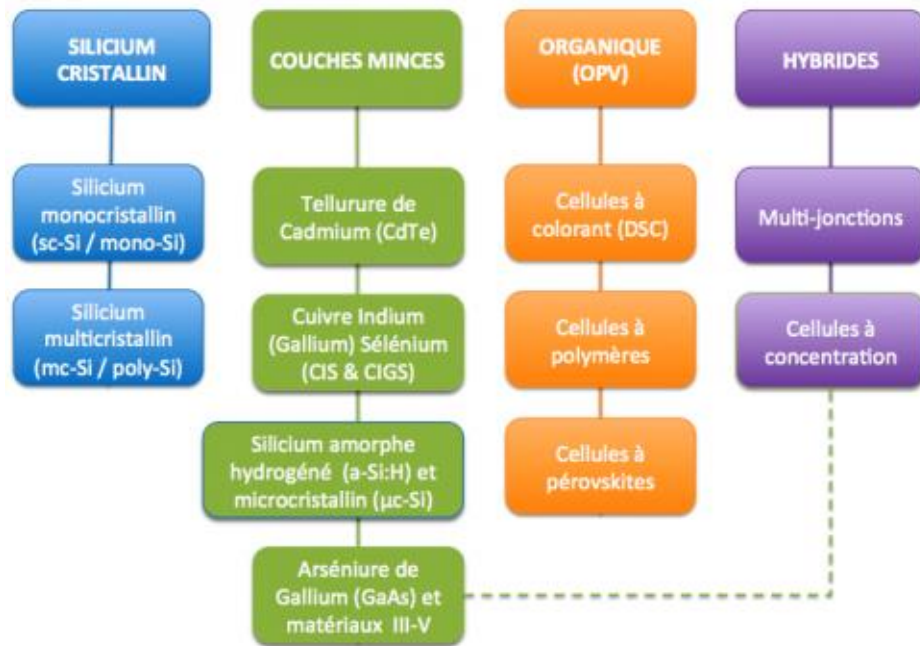 SILICIUM
CRISTALLIN
Silicium
monocristallin
(sc-Si / mono-Si)
Silicium
multicristallin
(mc-Si / poly-Si)
COUCHES MINCES
Tellurure de
Cadmium (CdTe)
Cuivre Indium
(Gallium) Sélénium
(CIS & CIGS)
Silicium amorphe
hydrogéné (a-Si:H) et
microcristallin (µc-Si)
Arséniure de
Gallium (GaAs) et
matériaux III-V
ORGANIQUE
(OPV)
Cellules à
colorant (DSC)
Cellules à
polymères
Cellules à
pérovskites
HYBRIDES
Multi-jonctions
Cellules à
concentration